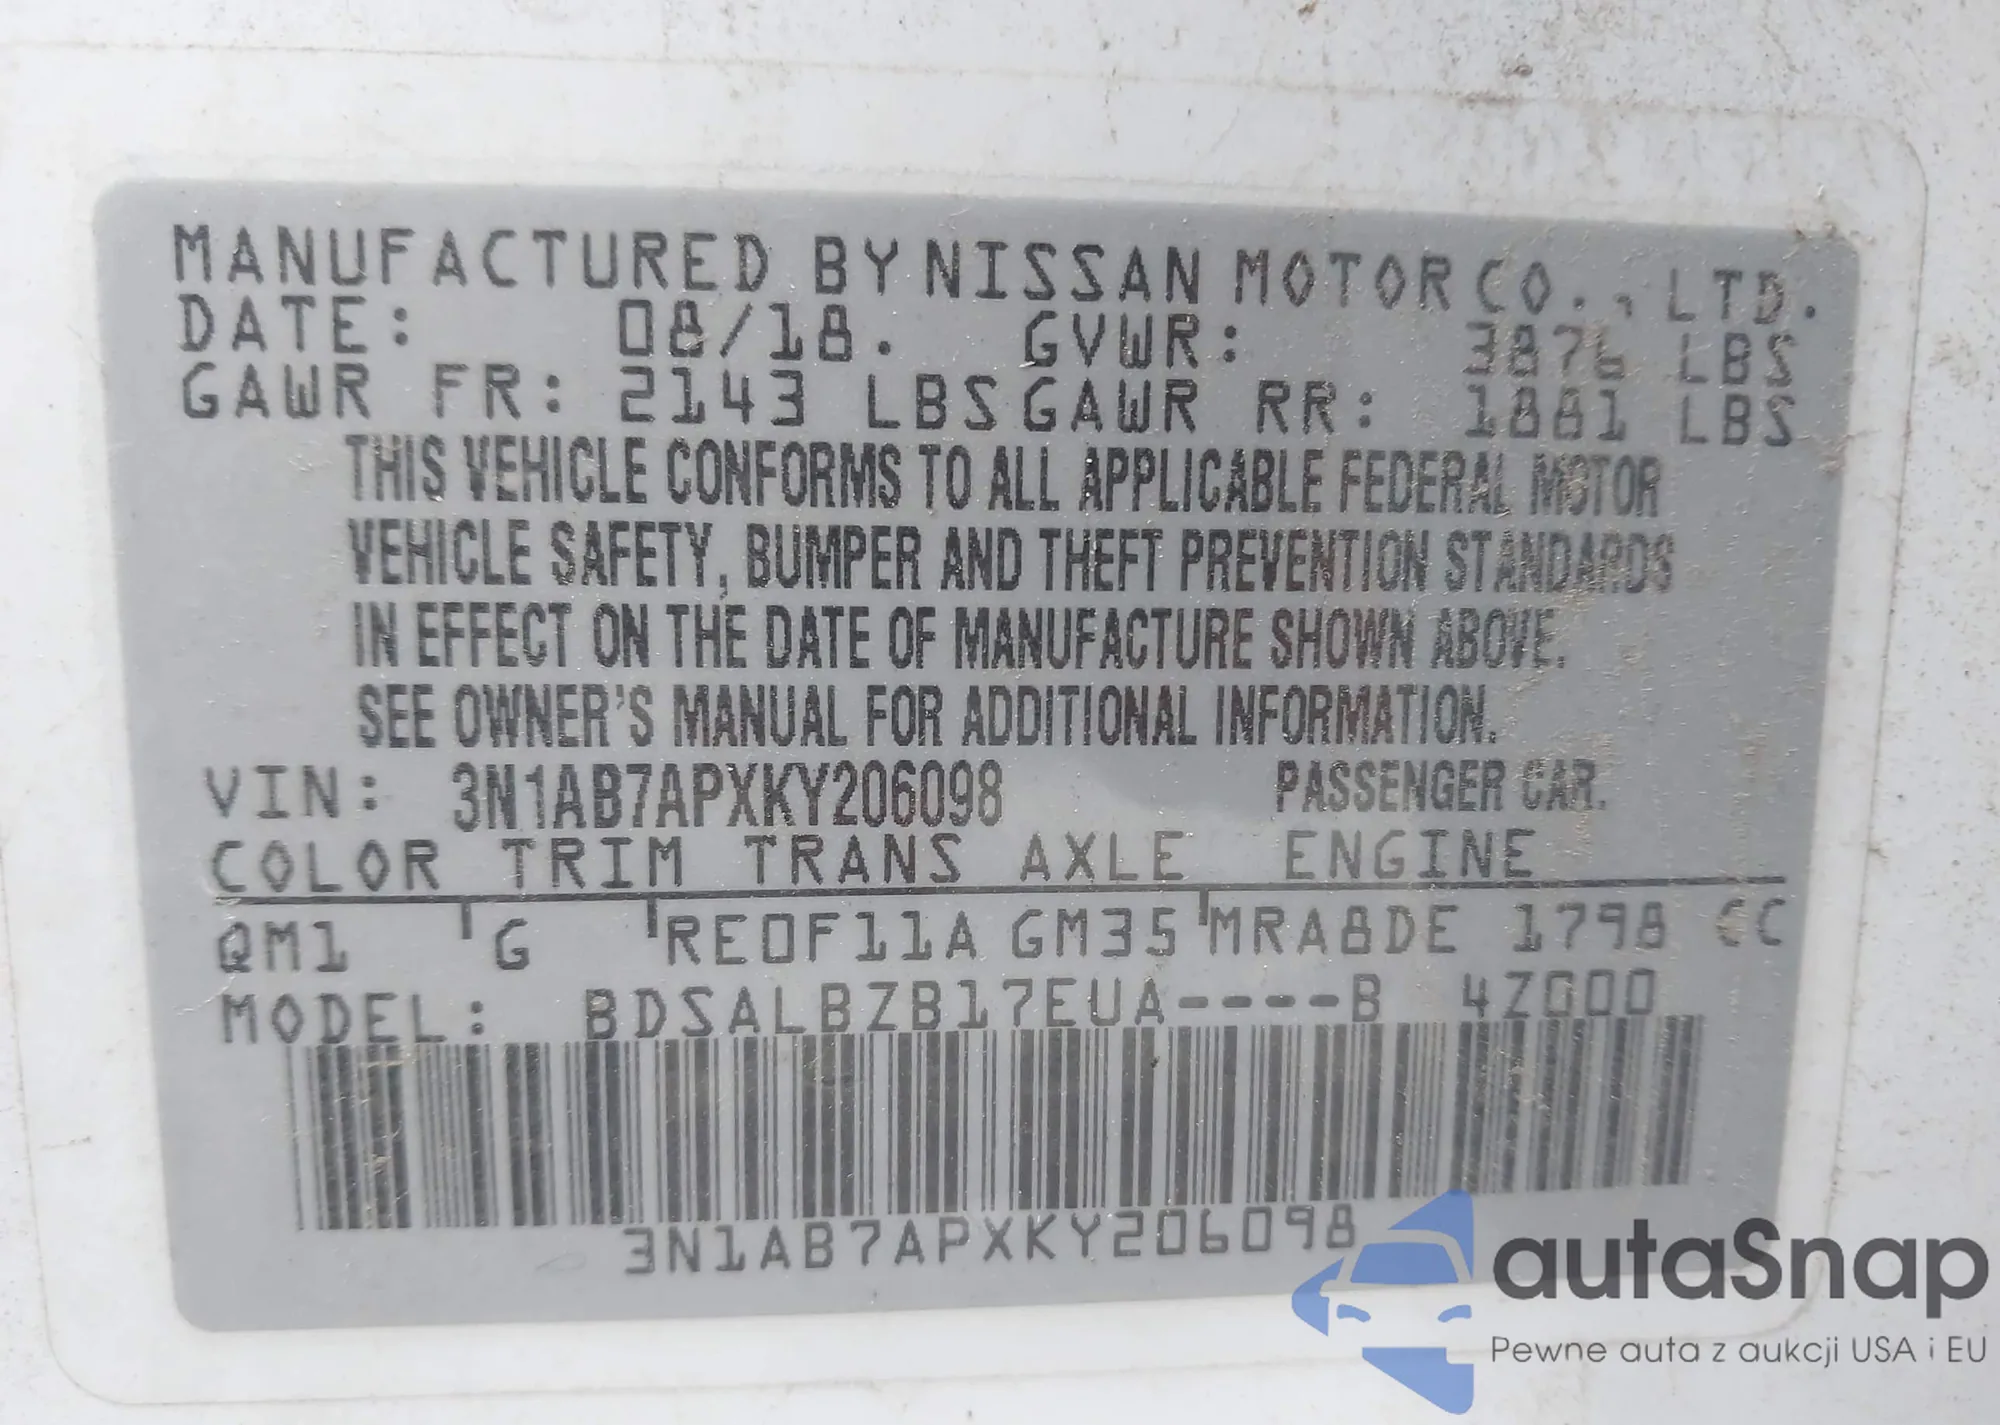 MANUFACTURED BY NISSAN MOTOR CO., LTD.
DATE: 08/18. GVWR: 3876 LBS
GAWR FR: 2143 LBS GAWR RR: 1881 LBS
THIS VEHICLE CONFORMS TO ALL APPLICABLE FEDERAL MOTOR
VEHICLE SAFETY, BUMPER AND THEFT PREVENTION STANDARDS
IN EFFECT ON THE DATE OF MANUFACTURE SHOWN ABOVE.
SEE OWNER'S MANUAL FOR ADDITIONAL INFORMATION.
VIN: 3N1AB7APXKY206098 PASSENGER CAR.
COLOR TRIM TRANS AXLE ENGINE
QM1 G RE0F11A GM35 MRA8DE 1798 CC
MODEL: BDSALBZB17EUA----B 4Z000
3N1AB7APXKY206098
autaSnap
Pewne auta z aukcji USA i EU